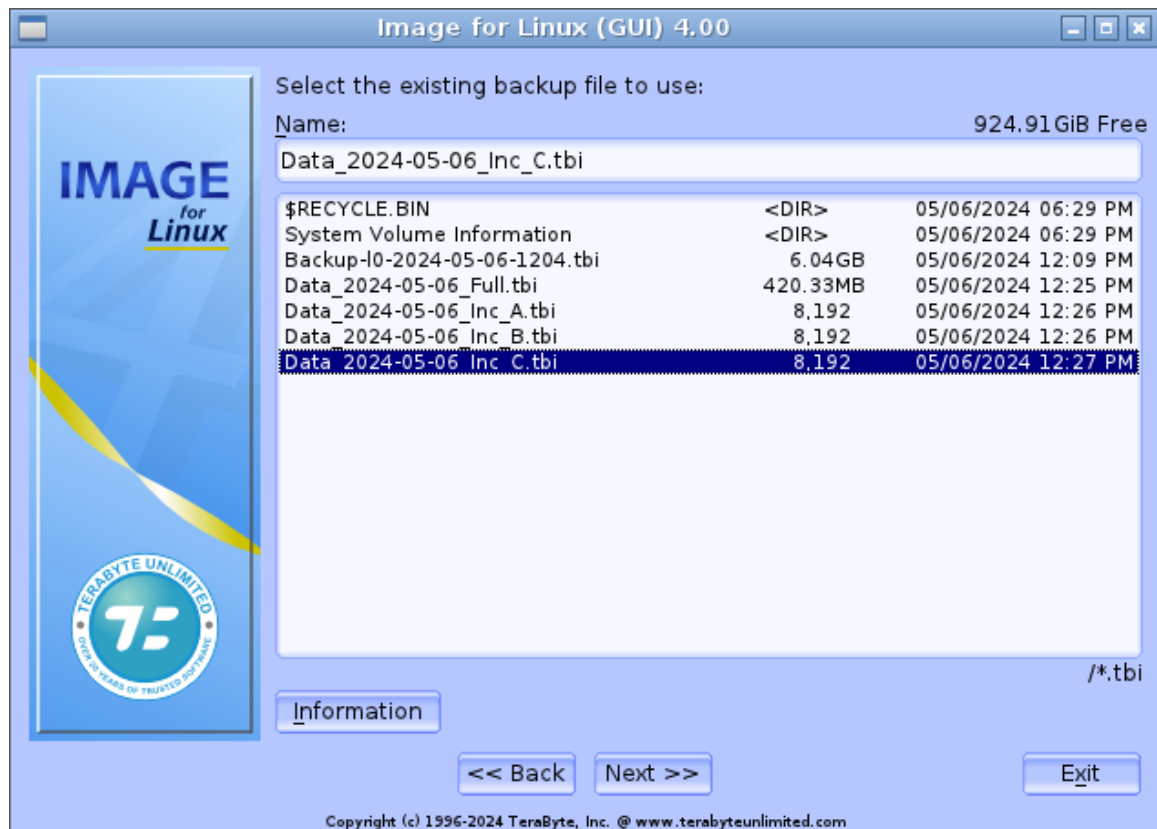 Image for Linux (GUI) 4.00
Select the existing backup file to use:
Name: 924.91GiB Free
Data_2024-05-06_Inc_C.tbi
IMAGE
for
Linux
$RECYCLE.BIN <DIR> 05/06/2024 06:29 PM
System Volume Information <DIR> 05/06/2024 06:29 PM
Backup-l0-2024-05-06-1204.tbi 6.04GB 05/06/2024 12:09 PM
Data_2024-05-06_Full.tbi 420.33MB 05/06/2024 12:25 PM
Data_2024-05-06_Inc_A.tbi 8,192 05/06/2024 12:26 PM
Data_2024-05-06_Inc_B.tbi 8,192 05/06/2024 12:26 PM
Data_2024-05-06_Inc_C.tbi 8,192 05/06/2024 12:27 PM
TERABYTE UNLIMITED
OVER 30 YEARS OF TRUSTED SOFTWARE
/*.tbi
Information
<< Back Next >> Exit
Copyright (c) 1996-2024 TeraByte, Inc. @ www.terabyteunlimited.com